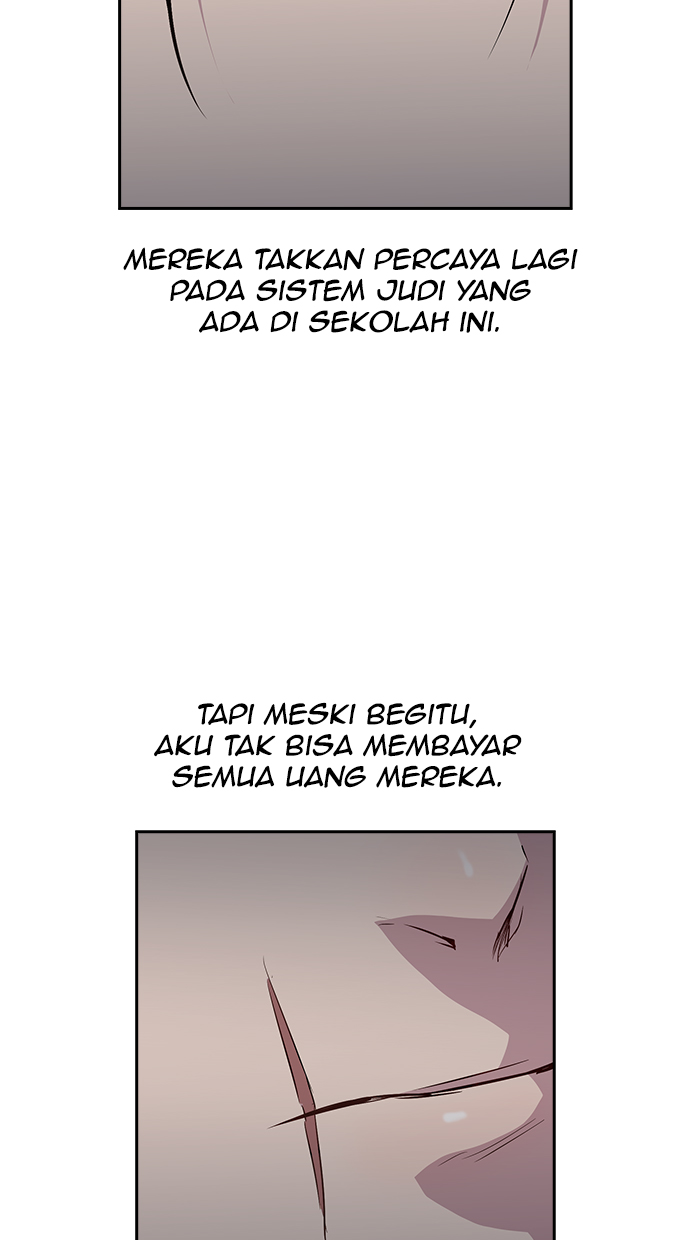 MEREKA TAKKAN PERCAYA LAGI
PADA SISTEM JUDI YANG
ADA DI SEKOLAH INI.
TAPI MESKI BEGITU,
AKU TAK BISA MEMBAYAR
SEMUA UANG MEREKA.